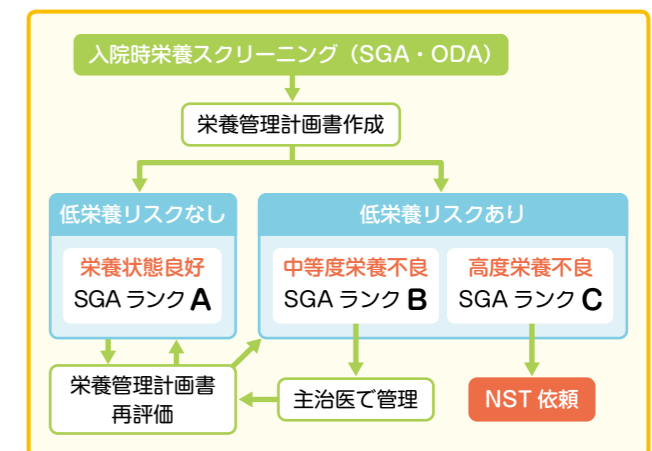 入院時栄養スクリーニング（SGA・ODA）
栄養管理計画書作成
低栄養リスクなし
栄養状態良好
SGA ランク A
低栄養リスクあり
中等度栄養不良
SGA ランク B
高度栄養不良
SGA ランク C
栄養管理計画書
再評価
主治医で管理
NST 依頼